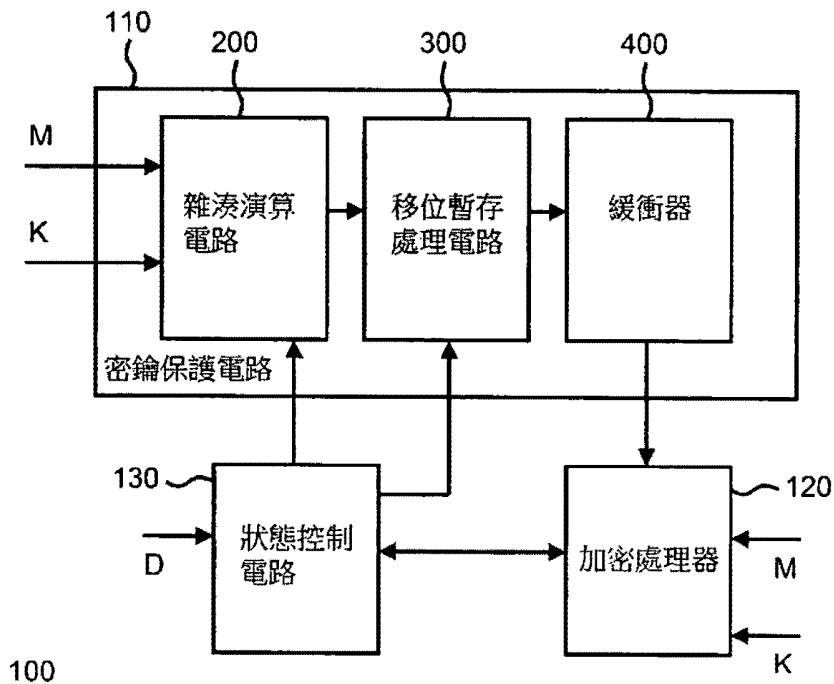 110
200
300
400
M
K
雜湊演算
電路
移位暫存
處理電路
緩衝器
密鑰保護電路
130
120
D
狀態控制
電路
加密處理器
M
K
100